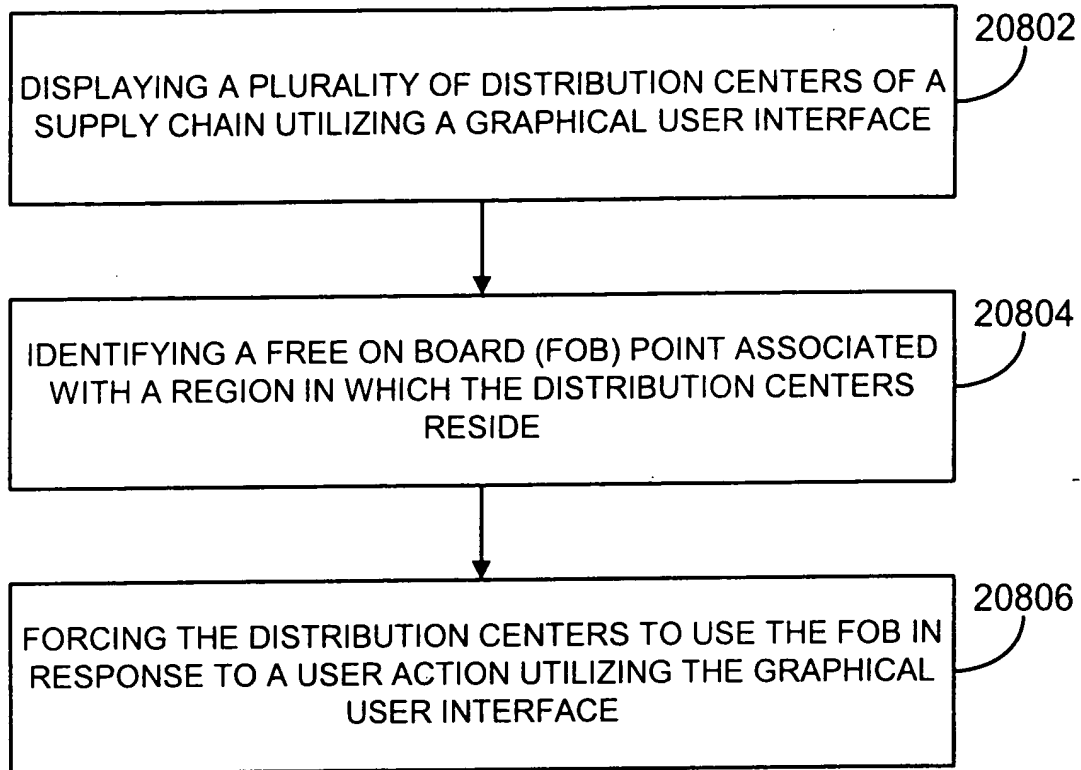 20802
DISPLAYING A PLURALITY OF DISTRIBUTION CENTERS OF A
SUPPLY CHAIN UTILIZING A GRAPHICAL USER INTERFACE
20804
IDENTIFYING A FREE ON BOARD (FOB) POINT ASSOCIATED
WITH A REGION IN WHICH THE DISTRIBUTION CENTERS
RESIDE
20806
FORCING THE DISTRIBUTION CENTERS TO USE THE FOB IN
RESPONSE TO A USER ACTION UTILIZING THE GRAPHICAL
USER INTERFACE